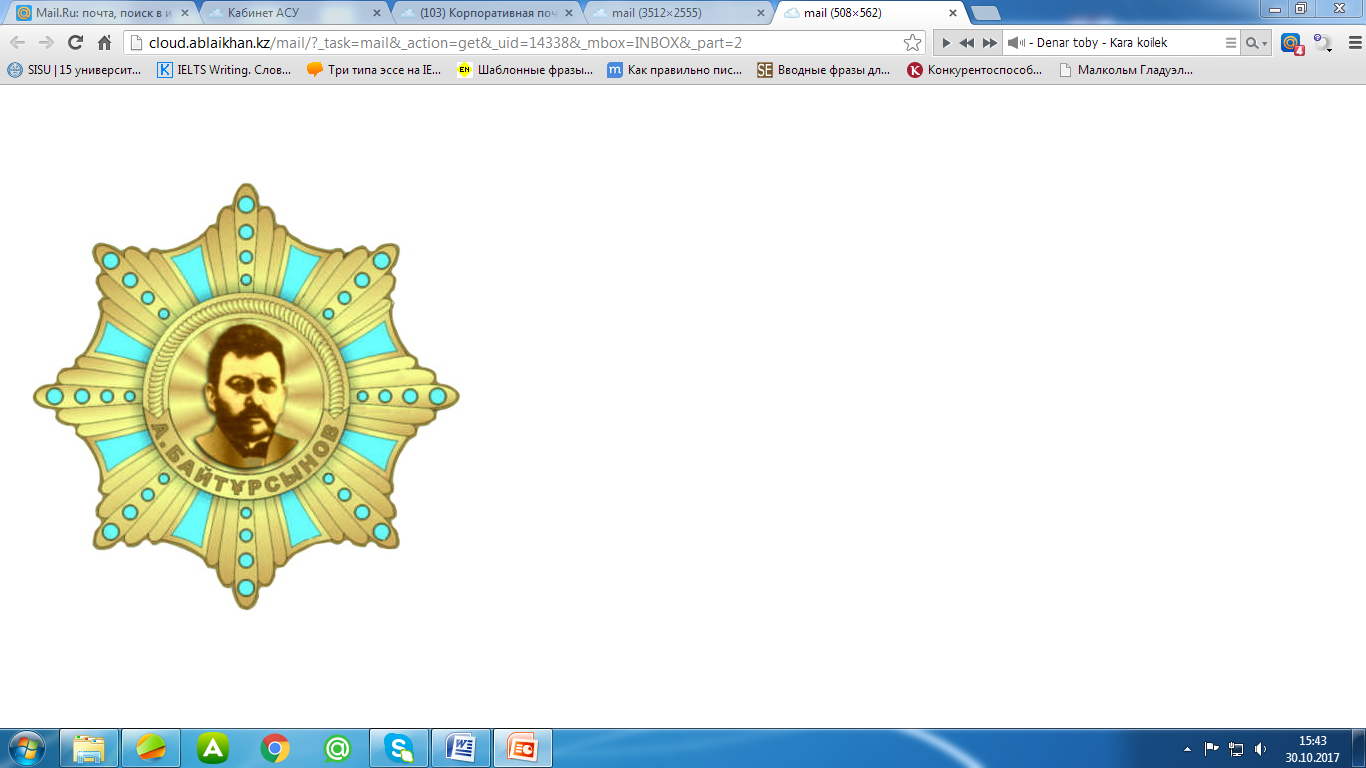 Mail.Ru: почта, поиск в и
Кабинет АСУ
(103) Корпоративная поч
mail (3512×2555)
mail (508×562)
cloud.ablaikhan.kz/mail/?_task=mail&_action=get&_uid=14338&_mbox=INBOX&_part=2
- Denar toby - Kara koilek
4
SISU | 15 университ...
IELTS Writing. Слов...
Три типа эссе на IE...
EN Шаблонные фразы...
Как правильно пис...
SE Вводные фразы дл...
Конкурентоспособ...
Малкольм Гладуэл...
А.БАЙТҰРСЫНОВ
15:43
30.10.2017